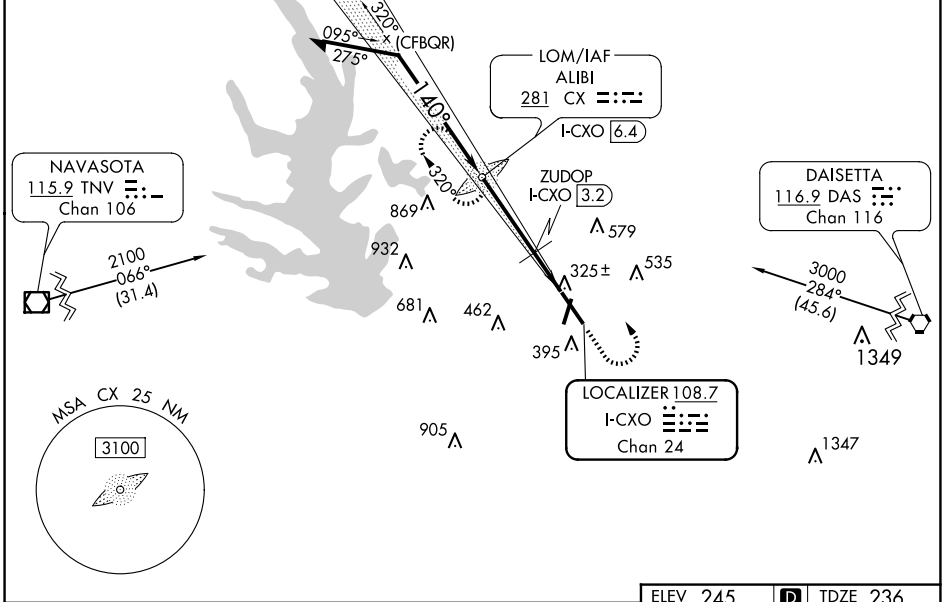 320°
095°
x (CFBQR)
275°
LOM/IAF
ALIBI
281 CX
I-CXO 6.4
140°
NAVASOTA
115.9 TNV
Chan 106
320°
ZUDOP
I-CXO 3.2
DAISETTA
116.9 DAS
Chan 116
869
579
932
2100
066°
(31.4)
325±
535
3000
284°
(45.6)
681
462
395
1349
MSA CX 25 NM
3100
LOCALIZER 108.7
I-CXO
Chan 24
905
1347
ELEV 245 D TDZE 236